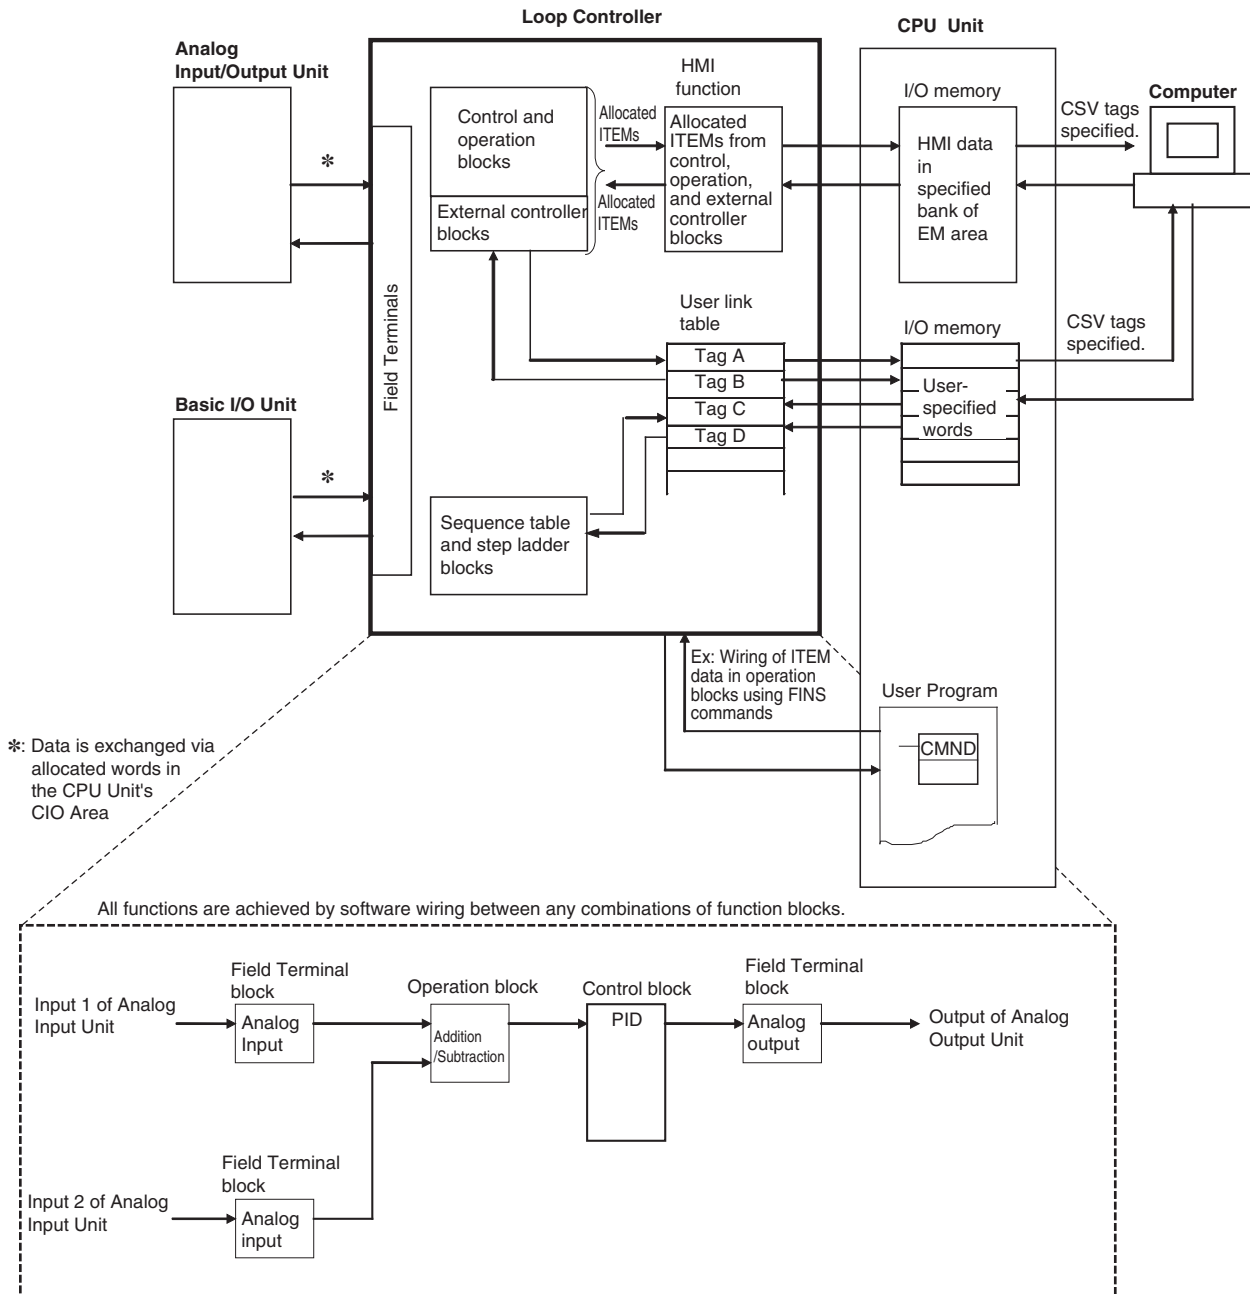 Loop Controller
CPU Unit
Analog
Input/Output Unit
HMI
function
I/O memory
Computer
CSV tags
specified.
Control and
operation
blocks
External controller
blocks
Allocated
ITEMs
Allocated
ITEMs
Allocated
ITEMs from
control,
operation,
and external
controller
blocks
HMI data
in
specified
bank of
EM area
*
Field Terminals
User link
table
Tag A
Tag B
Tag C
Tag D
I/O memory
User-
specified
words
CSV tags
specified.
Basic I/O Unit
*
Sequence table
and step ladder
blocks
Ex: Wiring of ITEM
data in operation
blocks using FINS
commands
User Program
CMND
*: Data is exchanged via
allocated words in
the CPU Unit's
CIO Area
All functions are achieved by software wiring between any combinations of function blocks.
Input 1 of Analog
Input Unit
Field Terminal
block
Analog
Input
Operation block
Addition
/Subtraction
Control block
PID
Field Terminal
block
Analog
output
Output of Analog
Output Unit
Input 2 of Analog
Input Unit
Field Terminal
block
Analog
input